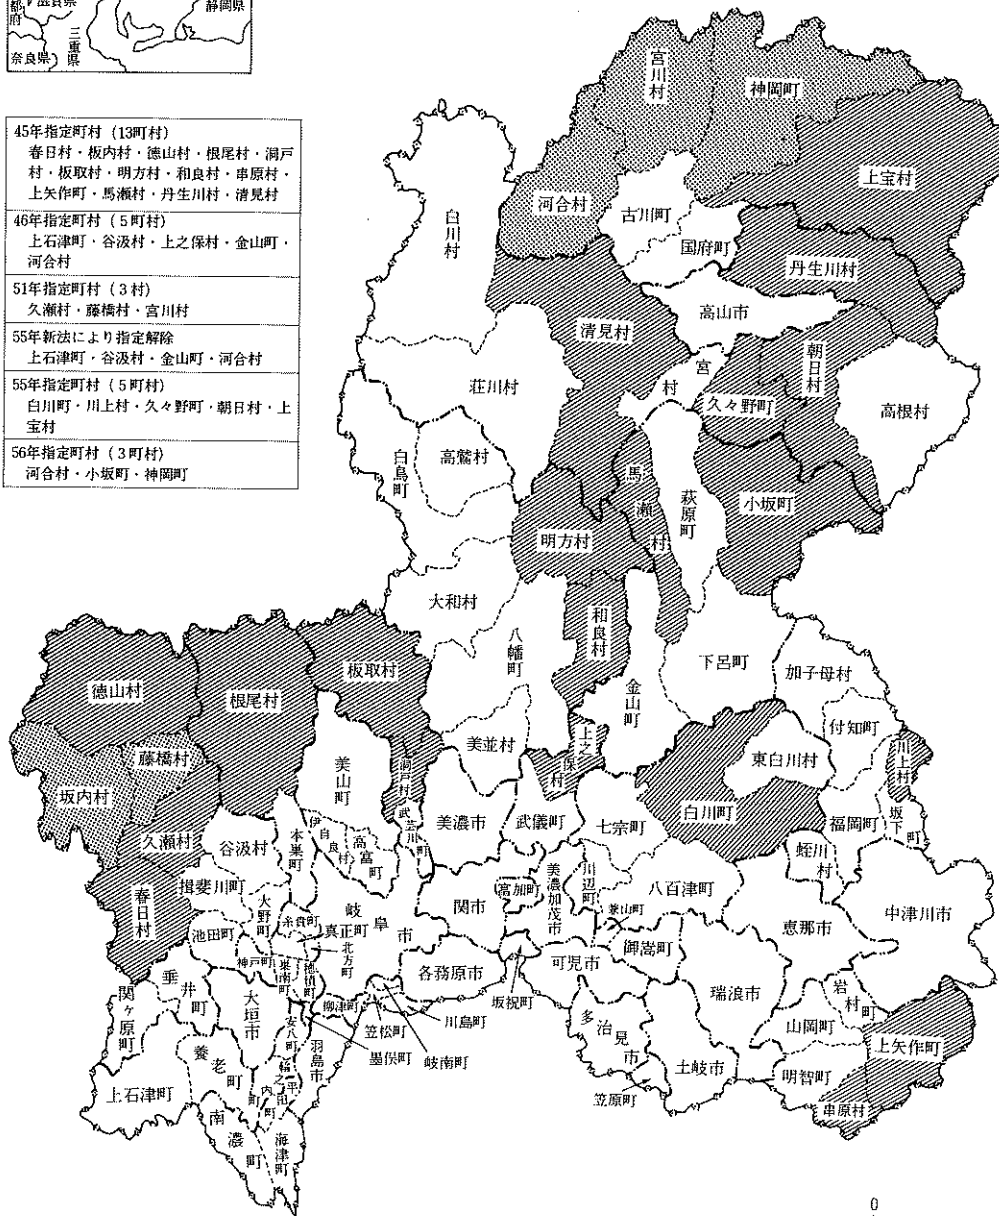 都府
滋賀県
静岡県
三重県
奈良県
45年指定町村（13町村）
春日村・板内村・徳山村・根尾村・洞戸
村・板取村・明方村・和良村・串原村・
上矢作町・馬瀬村・丹生川村・清見村
46年指定町村（5町村）
上石津町・谷汲村・上之保村・金山町・
河合村
51年指定町村（3村）
久瀬村・藤橋村・宮川村
55年新法により指定解除
上石津町・谷汲村・金山町・河合村
55年指定町村（5町村）
白川町・川上村・久々野町・朝日村・上
宝村
56年指定町村（3町村）
河合村・小坂町・神岡町
宮川村
神岡町
上宝村
河合村
古川町
国府町
白川村
丹生川村
高山市
清見村
宮村
朝日村
荘川村
久々野町
高根村
白鳥町
高鷲村
馬瀬村
萩原町
小坂町
明方村
大和村
八幡町
和良村
下呂町
加子母村
徳山村
根尾村
板取村
金山町
付知町
藤橋村
美並村
上之保村
東白川村
川上村
坂内村
美山町
洞戸村
白川町
久瀬村
谷汲村
本巣町
伊自良村
高富町
武芸川町
美濃市
武儀町
七宗町
福岡町
坂下町
蛭川村
春日村
揖斐川町
大野町
糸貫町
岐阜市
関市
富加町
美濃加茂市
川辺町
八百津町
兼山町
恵那市
中津川市
池田町
神戸町
真正町
北方町
巣南町
穂積町
各務原市
坂祝町
可児市
御嵩町
瑞浪市
岩村町
関ヶ原町
垂井町
大垣市
安八町
柳津町
笠松町
川島町
墨俣町
岐南町
羽島市
多治見市
土岐市
山岡町
上矢作町
上石津町
養老町
輪之内町
平田町
笠原町
明智町
串原村
南濃町
海津町
0